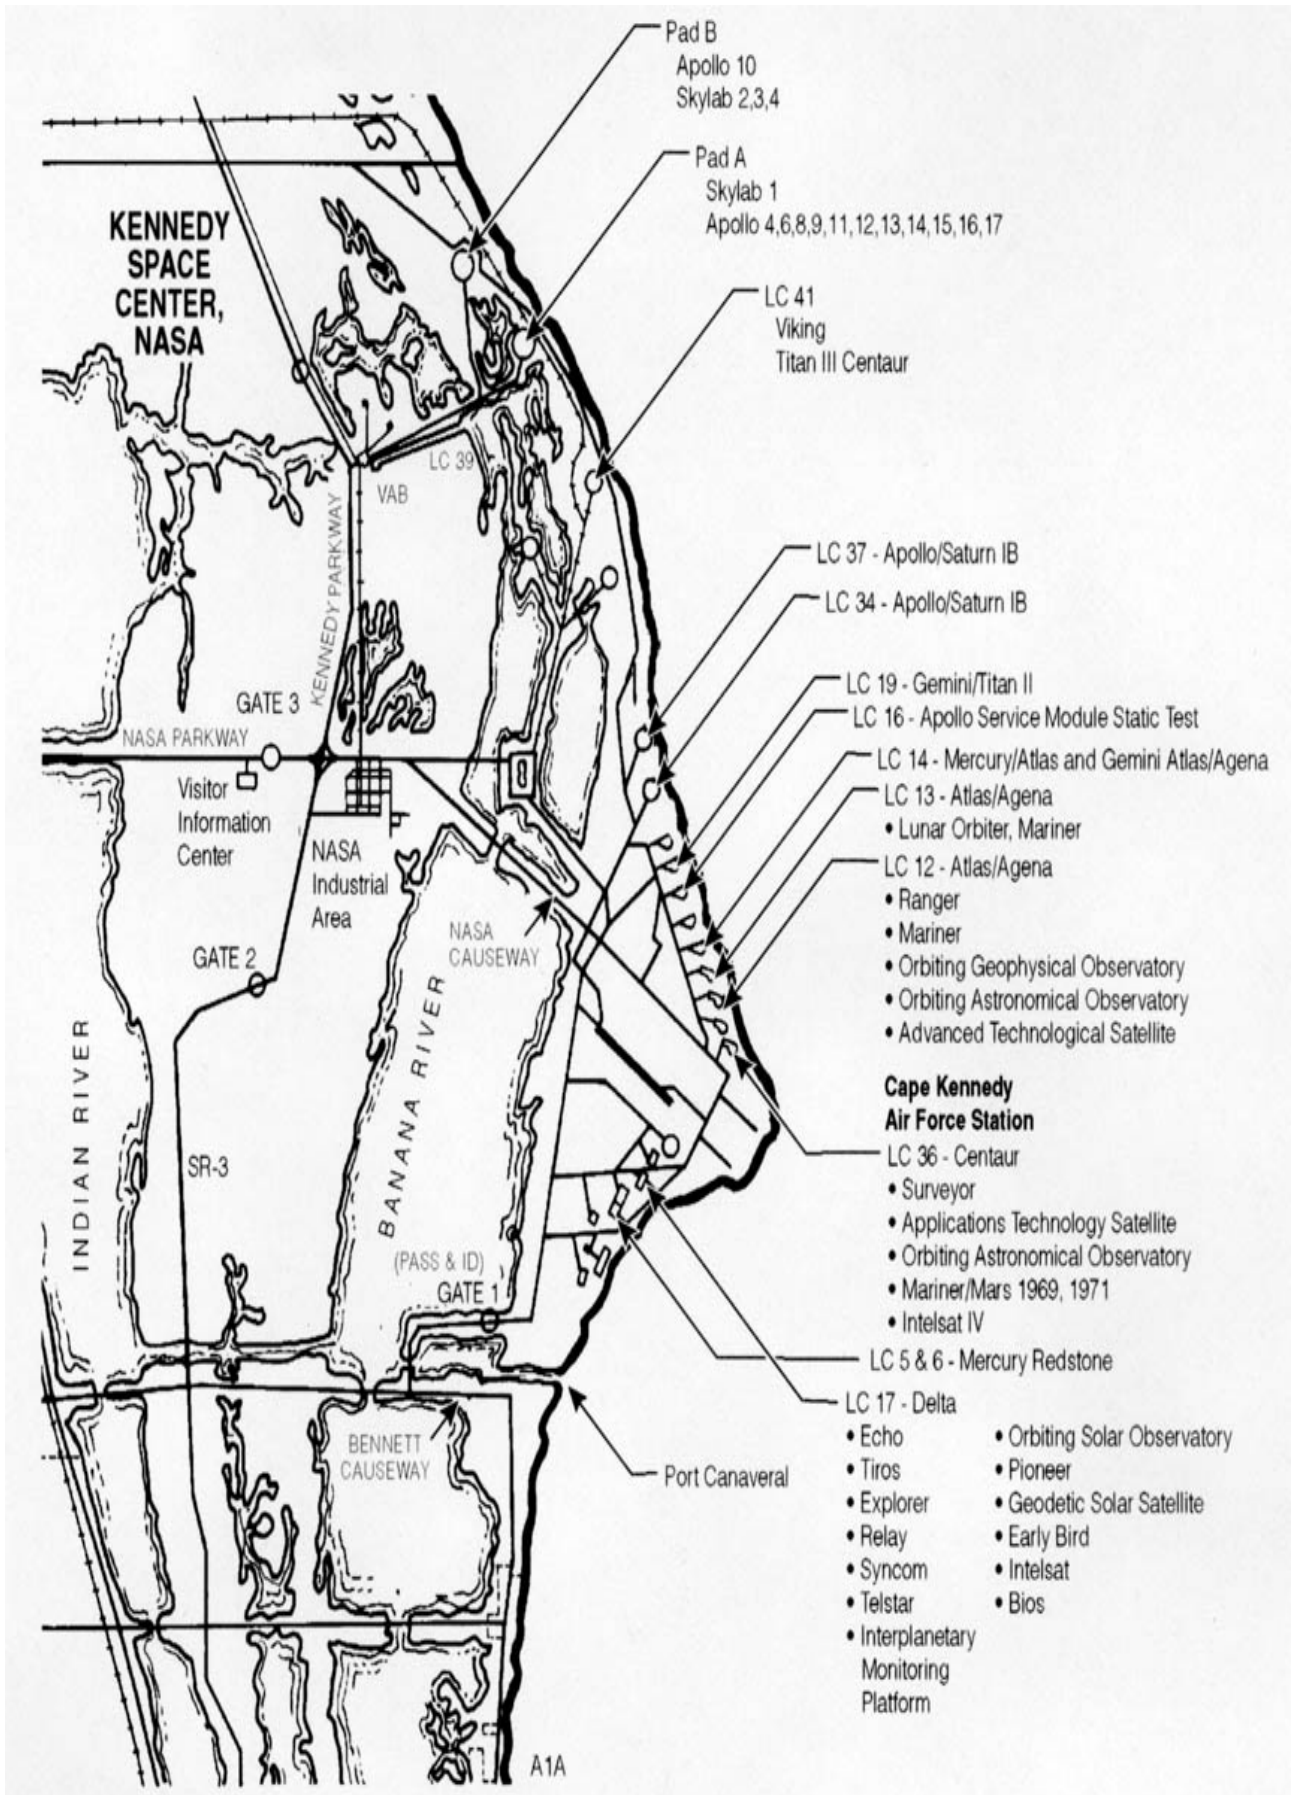 Pad B
Apollo 10
Skylab 2,3,4
Pad A
Skylab 1
Apollo 4,6,8,9,11,12,13,14,15,16,17
KENNEDY
SPACE
CENTER,
NASA
LC 41
Viking
Titan III Centaur
LC 39
VAB
KENNEDY PARKWAY
LC 37 - Apollo/Saturn IB
LC 34 - Apollo/Saturn IB
LC 19 - Gemini/Titan II
LC 16 - Apollo Service Module Static Test
LC 14 - Mercury/Atlas and Gemini Atlas/Agena
LC 13 - Atlas/Agena
• Lunar Orbiter, Mariner
LC 12 - Atlas/Agena
• Ranger
• Mariner
• Orbiting Geophysical Observatory
• Orbiting Astronomical Observatory
• Advanced Technological Satellite
GATE 3
NASA PARKWAY
Visitor
Information
Center
NASA
Industrial
Area
NASA
CAUSEWAY
GATE 2
INDIAN RIVER
BANANA RIVER
SR-3
(PASS & ID)
GATE 1
Cape Kennedy
Air Force Station
LC 36 - Centaur
• Surveyor
• Applications Technology Satellite
• Orbiting Astronomical Observatory
• Mariner/Mars 1969, 1971
• Intelsat IV
LC 5 & 6 - Mercury Redstone
LC 17 - Delta
• Echo
• Tiros
• Explorer
• Relay
• Syncom
• Telstar
• Interplanetary
Monitoring
Platform
• Orbiting Solar Observatory
• Pioneer
• Geodetic Solar Satellite
• Early Bird
• Intelsat
• Bios
BENNETT
CAUSEWAY
Port Canaveral
A1A